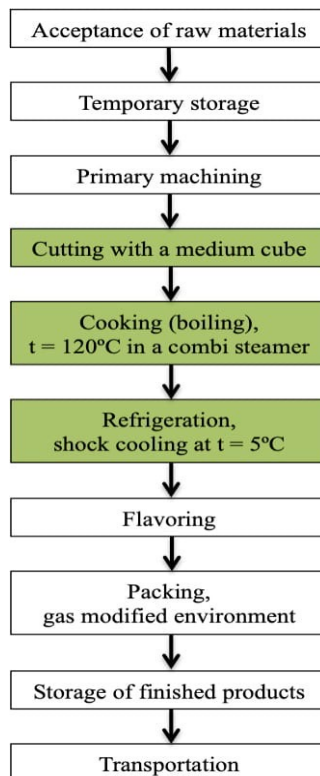 Acceptance of raw materials
Temporary storage
Primary machining
Cutting with a medium cube
Cooking (boiling),
t = 120ºC in a combi steamer
Refrigeration,
shock cooling at t = 5ºC
Flavoring
Packing,
gas modified environment
Storage of finished products
Transportation